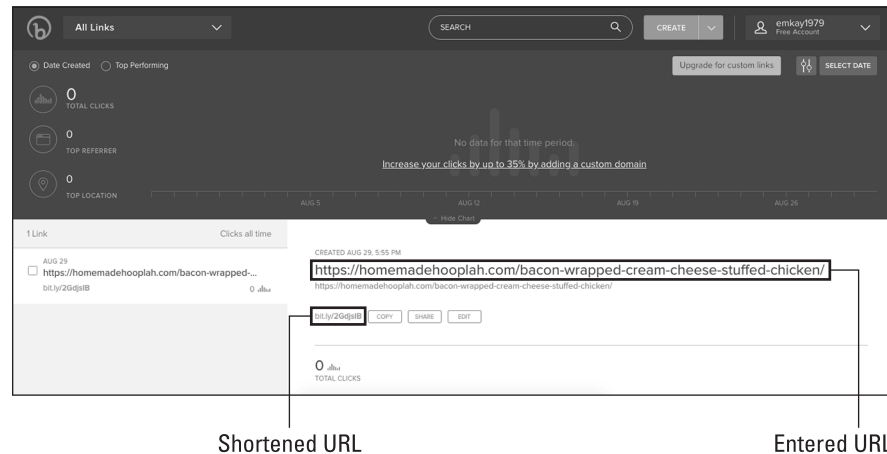 All Links
SEARCH
CREATE
emkay1979
Free Account
Date Created
Top Performing
Upgrade for custom links
SELECT DATE
0
TOTAL CLICKS
0
TOP REFERRER
0
TOP LOCATION
No data for that time period.
Increase your clicks by up to 35% by adding a custom domain
AUG 5
AUG 12
AUG 19
AUG 26
Hide Chart
1 Link
Clicks all time
AUG 29
https://homemadehooplah.com/bacon-wrapped-...
bit.ly/2GdjsIB
0
CREATED AUG 29, 5:55 PM
https://homemadehooplah.com/bacon-wrapped-cream-cheese-stuffed-chicken/
https://homemadehooplah.com/bacon-wrapped-cream-cheese-stuffed-chicken/
bit.ly/2GdjsIB
COPY
SHARE
EDIT
0
TOTAL CLICKS
Shortened URL
Entered URL